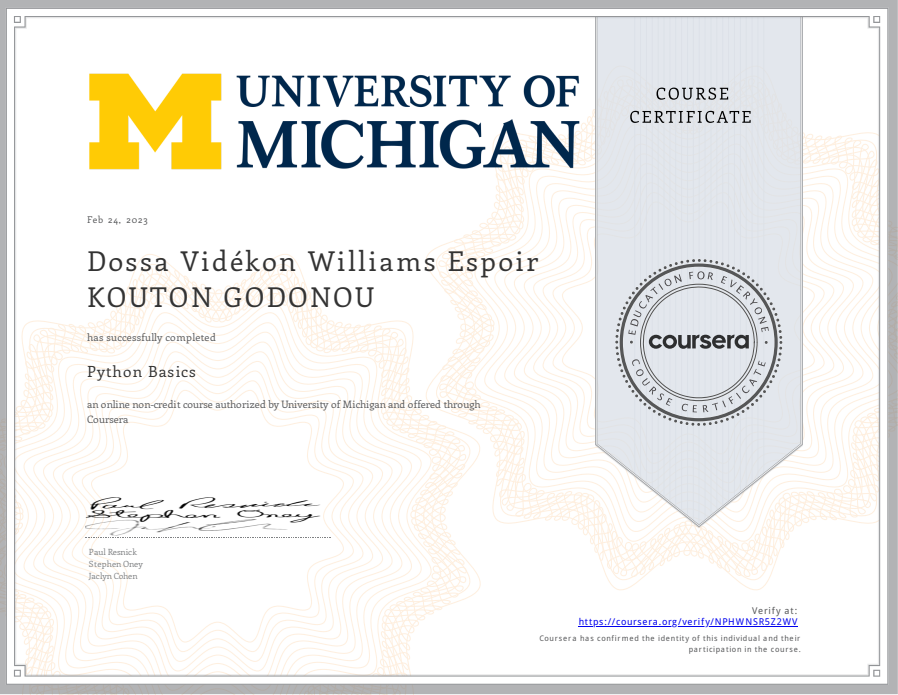 M UNIVERSITY OF
MICHIGAN
COURSE
CERTIFICATE
Feb 24, 2023
Dossa Vidékon Williams Espoir
KOUTON GODONOU
has successfully completed
Python Basics
an online non-credit course authorized by University of Michigan and offered through
Coursera
EDUCATION FOR EVERYONE
coursera
COURSE CERTIFICATE
Paul Resnick
Stephen Oney
Paul Resnick
Stephen Oney
Jaclyn Cohen
Verify at:
https://coursera.org/verify/NPHWNSR5Z2WV
Coursera has confirmed the identity of this individual and their
participation in the course.